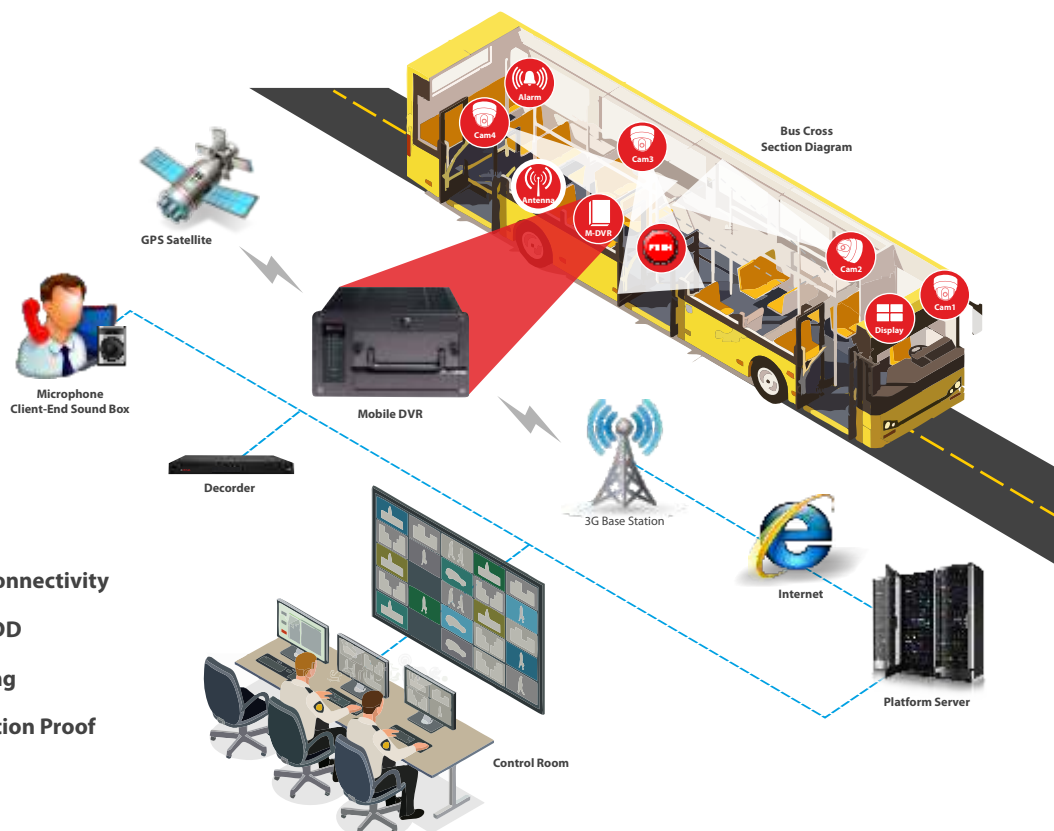 Alarm
Cam4
Cam3
Bus Cross
Section Diagram
Antenna
M-DVR
Cam2
Cam1
Display
GPS Satellite
Microphone
Client-End Sound Box
Mobile DVR
Decorder
3G Base Station
Internet
Platform Server
Control Room
onnectivity
DD
ng
tion Proof